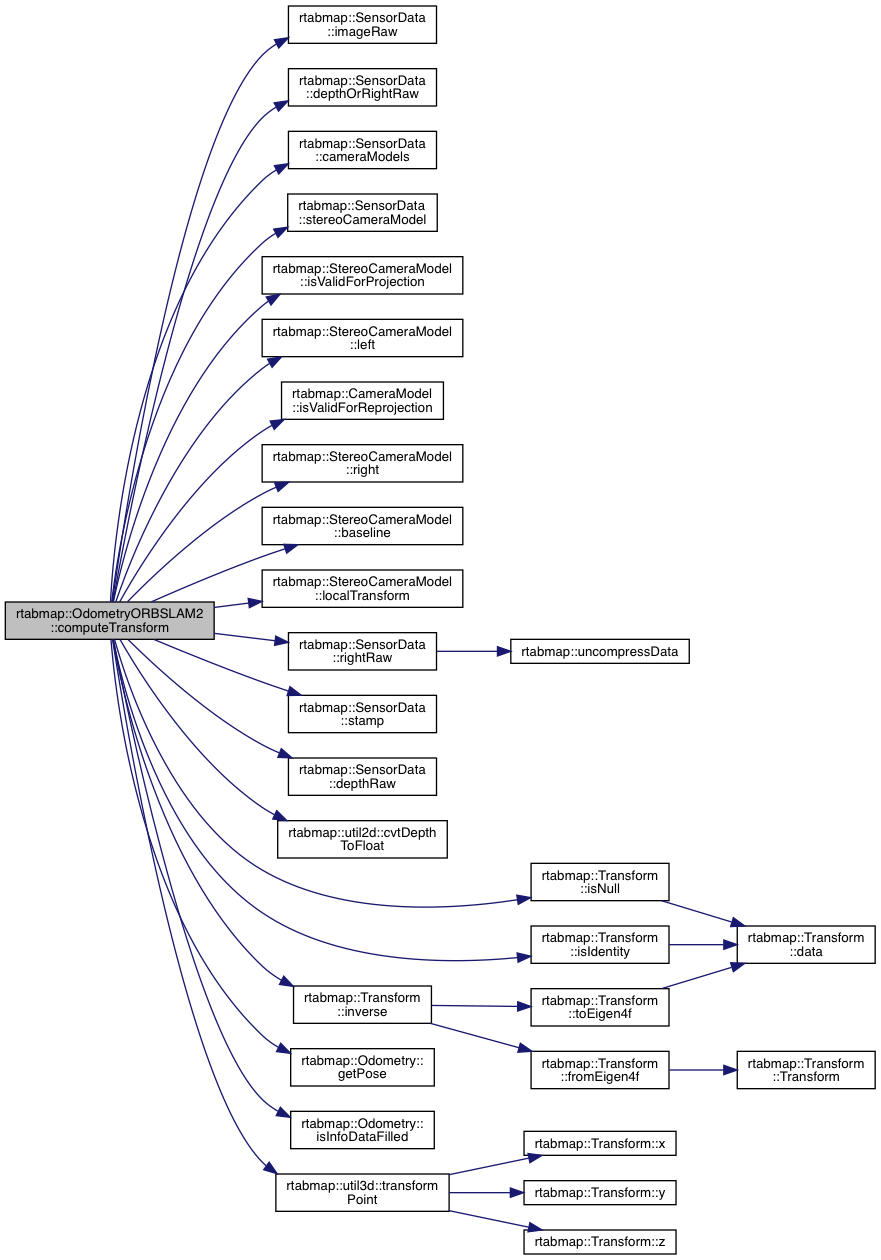 rtabmap::SensorData
::imageRaw
rtabmap::SensorData
::depthOrRightRaw
rtabmap::SensorData
::cameraModels
rtabmap::SensorData
::stereoCameraModel
rtabmap::StereoCameraModel
::isValidForProjection
rtabmap::StereoCameraModel
::left
rtabmap::CameraModel
::isValidForReprojection
rtabmap::StereoCameraModel
::right
rtabmap::StereoCameraModel
::baseline
rtabmap::StereoCameraModel
::localTransform
rtabmap::OdometryORBSLAM2
::computeTransform
rtabmap::SensorData
::rightRaw
rtabmap::uncompressData
rtabmap::SensorData
::stamp
rtabmap::SensorData
::depthRaw
rtabmap::util2d::cvtDepth
ToFloat
rtabmap::Transform
::isNull
rtabmap::Transform
::isIdentity
rtabmap::Transform
::data
rtabmap::Transform
::inverse
rtabmap::Transform
::toEigen4f
rtabmap::Transform
::fromEigen4f
rtabmap::Transform
::Transform
rtabmap::Odometry::
getPose
rtabmap::Odometry::
isInfoDataFilled
rtabmap::util3d::transform
Point
rtabmap::Transform::x
rtabmap::Transform::y
rtabmap::Transform::z